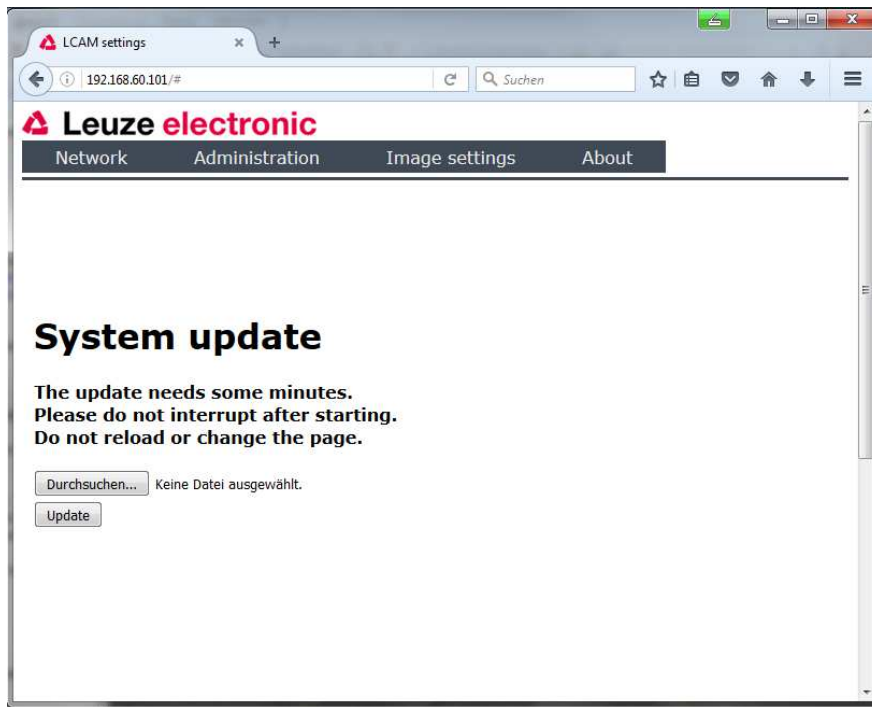 LCAM settings
192.168.60.101/#
Suchen
Leuze electronic
Network Administration Image settings About
System update
The update needs some minutes.
Please do not interrupt after starting.
Do not reload or change the page.
Durchsuchen... Keine Datei ausgewählt.
Update